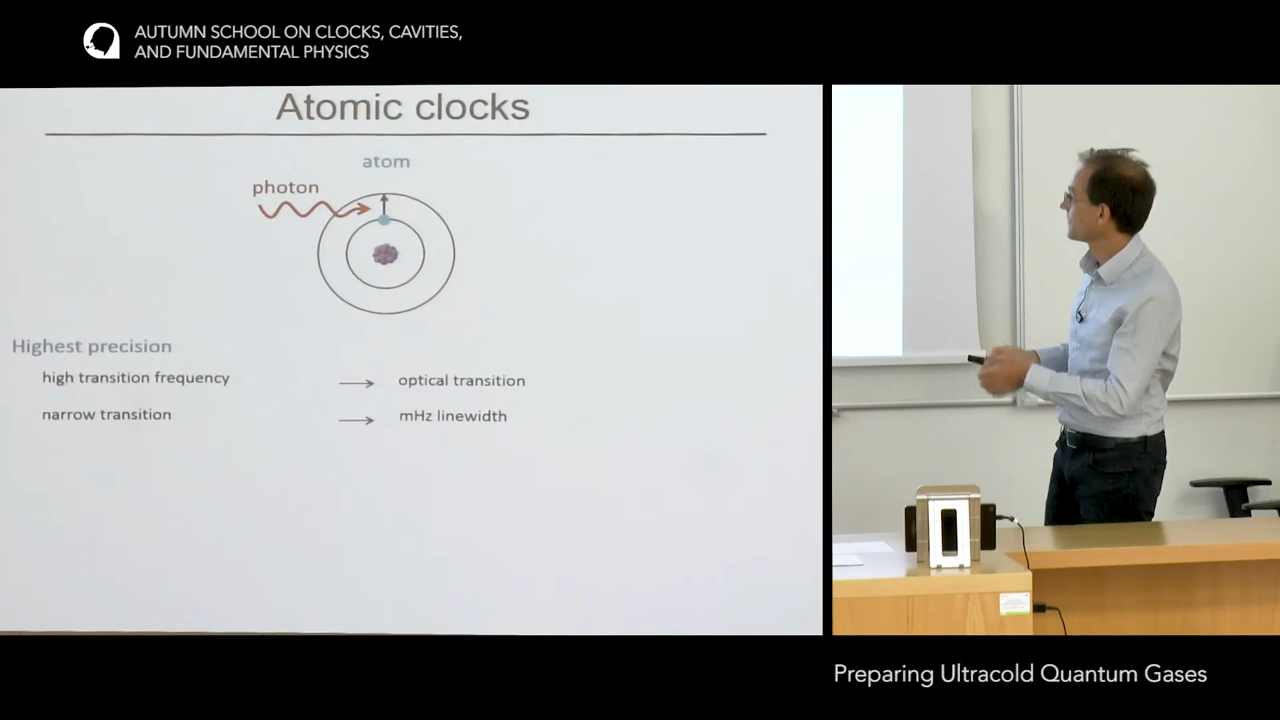 AUTUMN SCHOOL ON CLOCKS, CAVITIES,
AND FUNDAMENTAL PHYSICS
Atomic clocks
atom
photon
Highest precision
high transition frequency → optical transition
narrow transition → mHz linewidth
Preparing Ultracold Quantum Gases